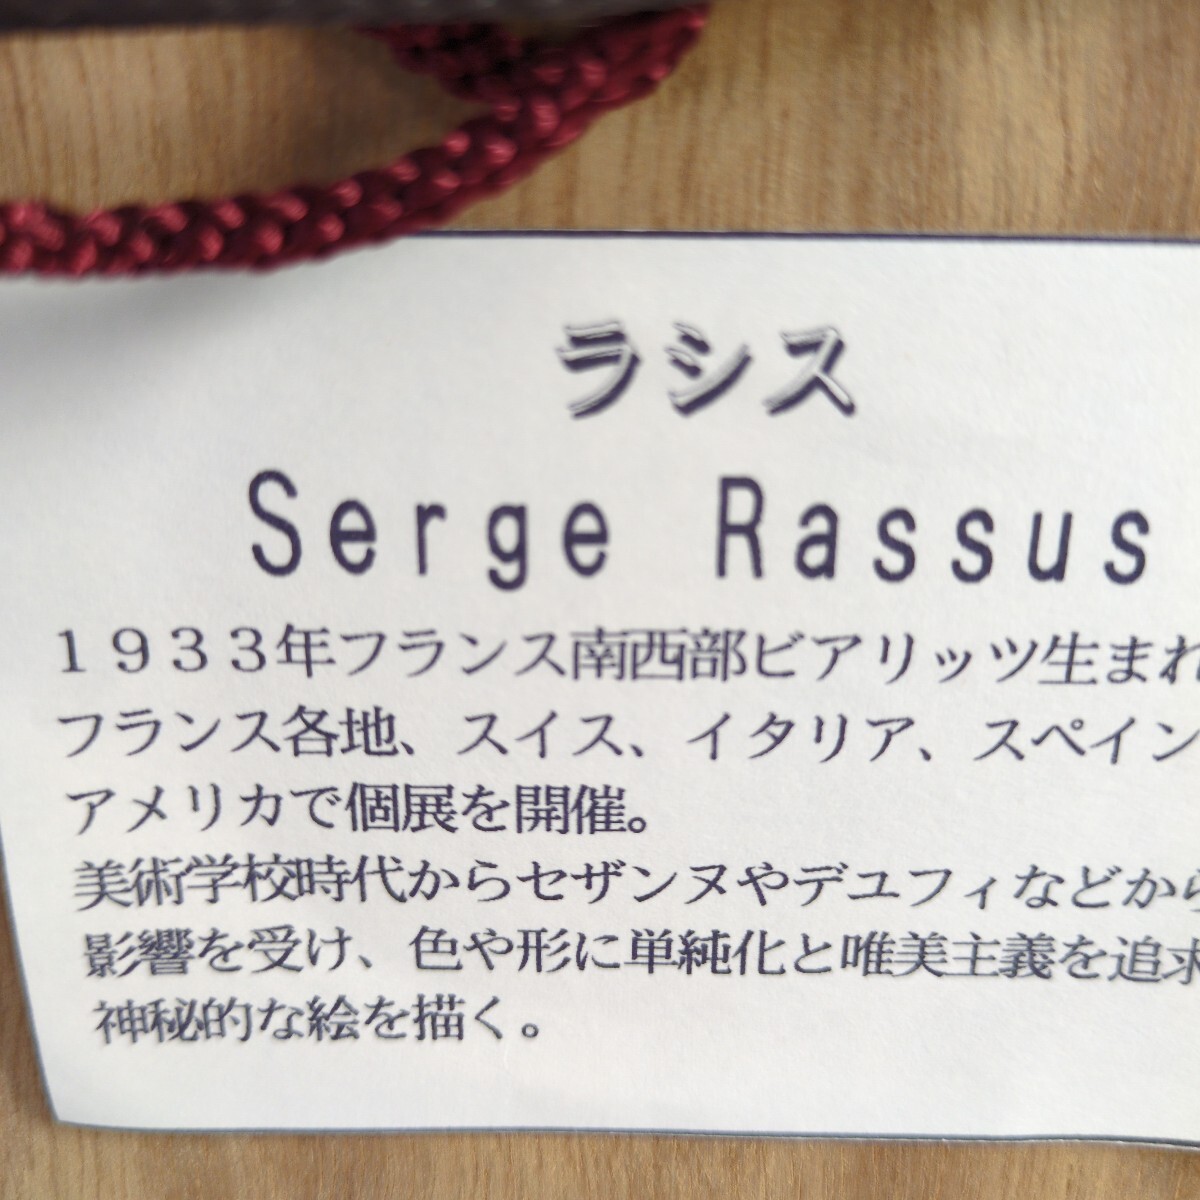 ラシス
Serge Rassus
１９３３年フランス南西部ビアリッツ生まれ
フランス各地、スイス、イタリア、スペイン
アメリカで個展を開催。
美術学校時代からセザンヌやデユフィなどから
影響を受け、色や形に単純化と唯美主義を追求
神秘的な絵を描く。